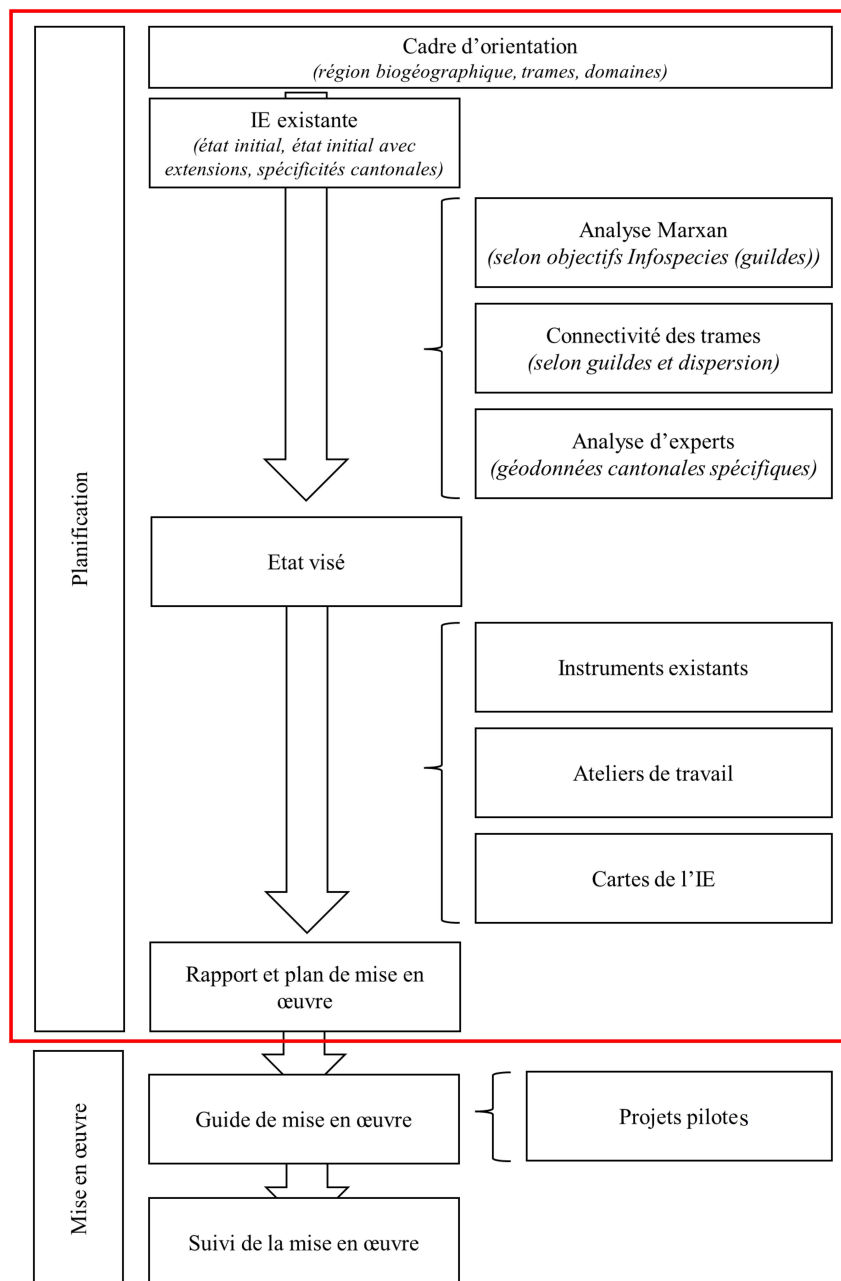 Planification
Cadre d’orientation
(région biogéographique, trames, domaines)
IE existante
(état initial, état initial avec
extensions, spécificités cantonales)
Analyse Marxan
(selon objectifs Infospecies (guildes))
Connectivité des trames
(selon guildes et dispersion)
Analyse d’experts
(géodonnées cantonales spécifiques)
Etat visé
Instruments existants
Ateliers de travail
Cartes de l’IE
Rapport et plan de mise en
œuvre
Mise en œuvre
Guide de mise en œuvre
Projets pilotes
Suivi de la mise en œuvre